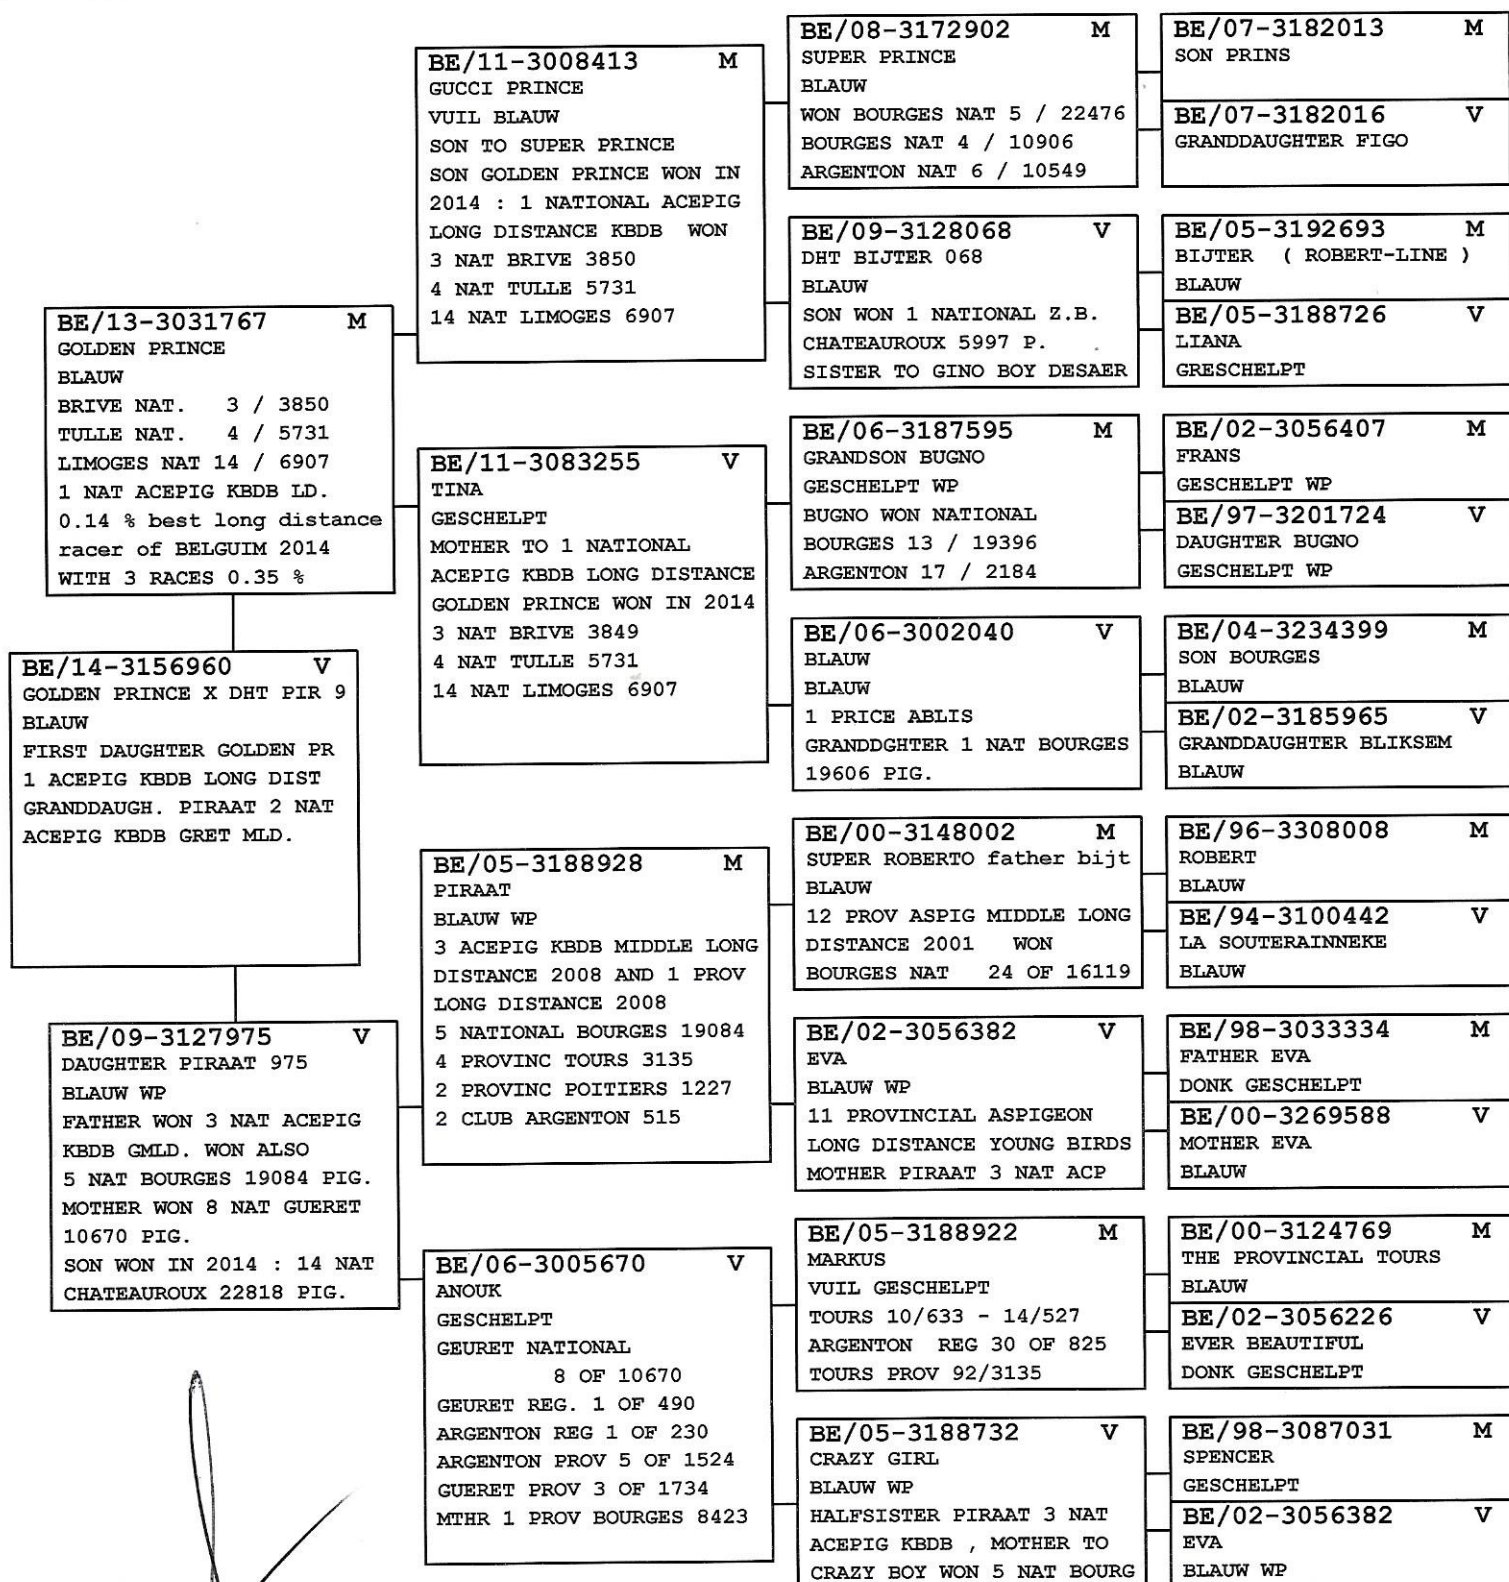 BE/14-3156960 V
GOLDEN PRINCE X DHT PIR 9
BLAUW
FIRST DAUGHTER GOLDEN PR
1 ACEPIG KBDB LONG DIST
GRANDDAUGH. PIRAAT 2 NAT
ACEPIG KBDB GRET MLD.
BE/13-3031767 M
GOLDEN PRINCE
BLAUW
BRIVE NAT. 3 / 3850
TULLE NAT. 4 / 5731
LIMOGES NAT 14 / 6907
1 NAT ACEPIG KBDB LD.
0.14 % best long distance
racer of BELGUIM 2014
WITH 3 RACES 0.35 %
BE/09-3127975 V
DAUGHTER PIRAAT 975
BLAUW WP
FATHER WON 3 NAT ACEPIG
KBDB GMLD. WON ALSO
5 NAT BOURGES 19084 PIG.
MOTHER WON 8 NAT GUERET
10670 PIG.
SON WON IN 2014 : 14 NAT
CHATEAUROUX 22818 PIG.
BE/11-3008413 M
GUCCI PRINCE
VUIL BLAUW
SON TO SUPER PRINCE
SON GOLDEN PRINCE WON IN
2014 : 1 NATIONAL ACEPIG
LONG DISTANCE KBDB WON
3 NAT BRIVE 3850
4 NAT TULLE 5731
14 NAT LIMOGES 6907
BE/11-3083255 V
TINA
GESCHELPT
MOTHER TO 1 NATIONAL
ACEPIG KBDB LONG DISTANCE
GOLDEN PRINCE WON IN 2014
3 NAT BRIVE 3849
4 NAT TULLE 5731
14 NAT LIMOGES 6907
BE/05-3188928 M
PIRAAT
BLAUW WP
3 ACEPIG KBDB MIDDLE LONG
DISTANCE 2008 AND 1 PROV
LONG DISTANCE 2008
5 NATIONAL BOURGES 19084
4 PROVINC TOURS 3135
2 PROVINC POITIERS 1227
2 CLUB ARGENTON 515
BE/06-3005670 V
ANOUK
GESCHELPT
GEURET NATIONAL
8 OF 10670
GEURET REG. 1 OF 490
ARGENTON REG 1 OF 230
ARGENTON PROV 5 OF 1524
GUERET PROV 3 OF 1734
MTHR 1 PROV BOURGES 8423
BE/08-3172902 M
SUPER PRINCE
BLAUW
WON BOURGES NAT 5 / 22476
BOURGES NAT 4 / 10906
ARGENTON NAT 6 / 10549
BE/09-3128068 V
DHT BIJTER 068
BLAUW
SON WON 1 NATIONAL Z.B.
CHATEAUROUX 5997 P.
SISTER TO GINO BOY DESAER
BE/06-3187595 M
GRANDSON BUGNO
GESCHELPT WP
BUGNO WON NATIONAL
BOURGES 13 / 19396
ARGENTON 17 / 2184
BE/06-3002040 V
BLAUW
BLAUW
1 PRICE ABLIS
GRANDDGHTER 1 NAT BOURGES
19606 PIG.
BE/00-3148002 M
SUPER ROBERTO father bijt
BLAUW
12 PROV ASPIG MIDDLE LONG
DISTANCE 2001 WON
BOURGES NAT 24 OF 16119
BE/02-3056382 V
EVA
BLAUW WP
11 PROVINCIAL ASPIGEON
LONG DISTANCE YOUNG BIRDS
MOTHER PIRAAT 3 NAT ACP
BE/05-3188922 M
MARKUS
VUIL GESCHELPT
TOURS 10/633 - 14/527
ARGENTON REG 30 OF 825
TOURS PROV 92/3135
BE/05-3188732 V
CRAZY GIRL
BLAUW WP
HALFSISTER PIRAAT 3 NAT
ACEPIG KBDB , MOTHER TO
CRAZY BOY WON 5 NAT BOURG
BE/07-3182013 M
SON PRINS
BE/07-3182016 V
GRANDDAUGHTER FIGO
BE/05-3192693 M
BIJTER ( ROBERT-LINE )
BLAUW
BE/05-3188726 V
LIANA
GRESCHELPT
BE/02-3056407 M
FRANS
GESCHELPT WP
BE/97-3201724 V
DAUGHTER BUGNO
GESCHELPT WP
BE/04-3234399 M
SON BOURGES
BLAUW
BE/02-3185965 V
GRANDDAUGHTER BLIKSEM
BLAUW
BE/96-3308008 M
ROBERT
BLAUW
BE/94-3100442 V
LA SOUTERAINNEKE
BLAUW
BE/98-3033334 M
FATHER EVA
DONK GESCHELPT
BE/00-3269588 V
MOTHER EVA
BLAUW
BE/00-3124769 M
THE PROVINCIAL TOURS
BLAUW
BE/02-3056226 V
EVER BEAUTIFUL
DONK GESCHELPT
BE/98-3087031 M
SPENCER
GESCHELPT
BE/02-3056382 V
EVA
BLAUW WP